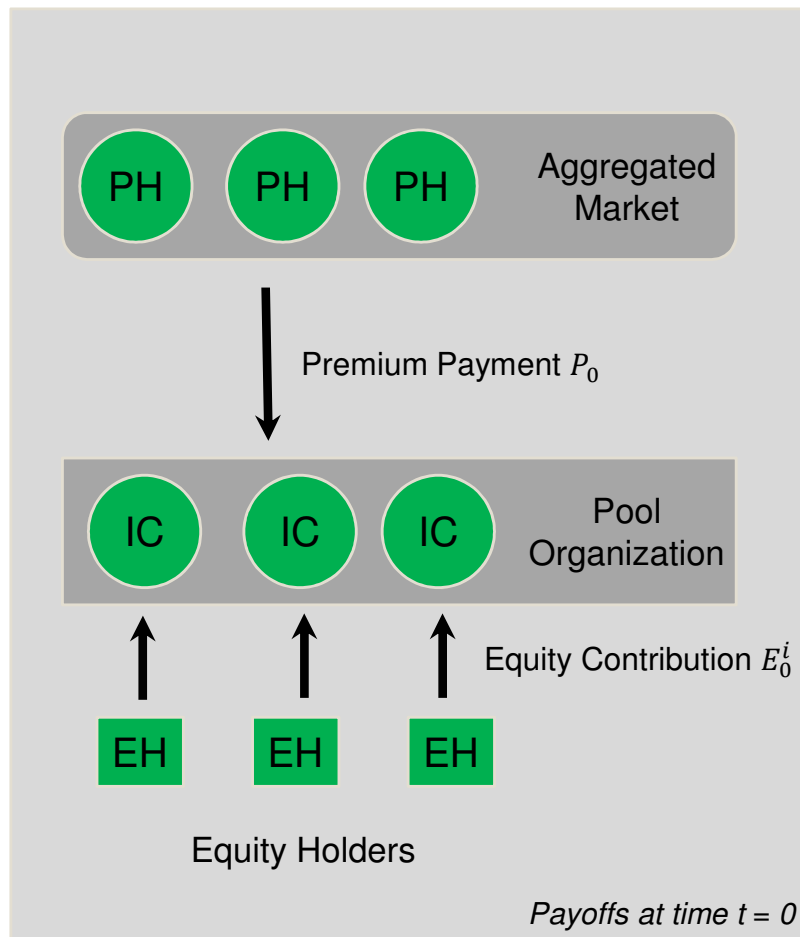 PH PH PH Aggregated
Market
Premium Payment P₀
IC IC IC Pool
Organization
Equity Contribution E₀ⁱ
EH EH EH
Equity Holders
Payoffs at time t = 0